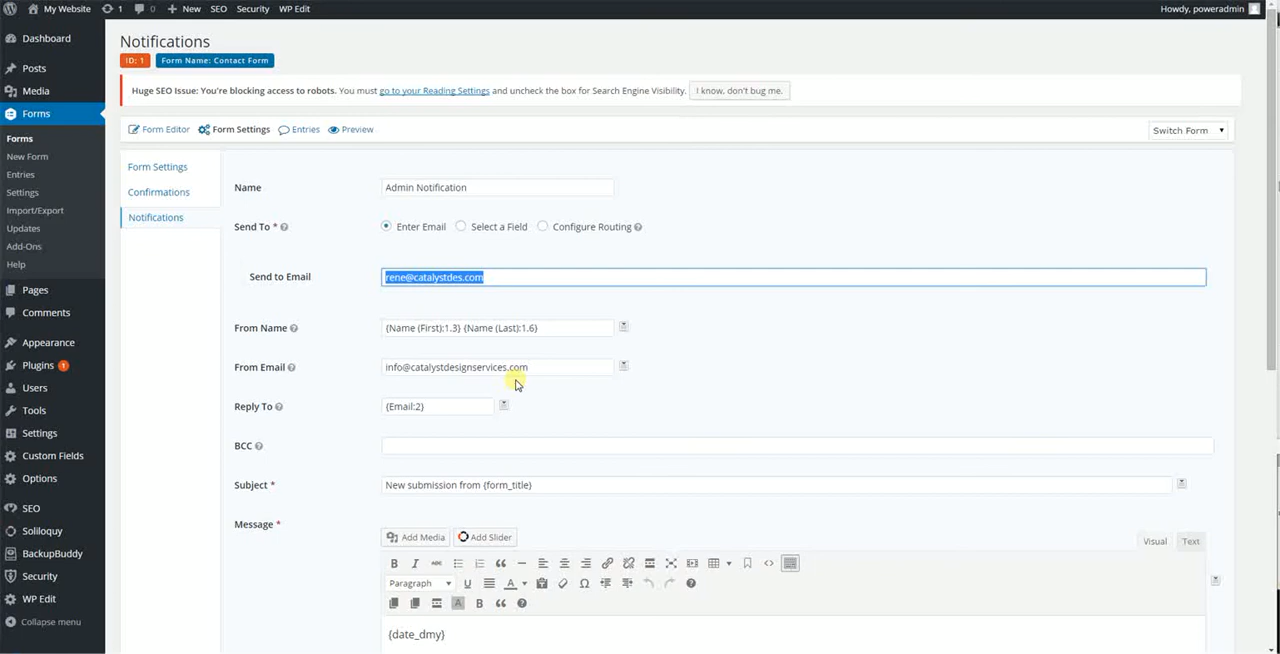 My Website 1 0 New SEO Security WP Edit Howdy, poweradmin
Dashboard
Posts
Media
Forms
Forms
New Form
Entries
Settings
Import/Export
Updates
Add-Ons
Help
Pages
Comments
Appearance
Plugins 1
Users
Tools
Settings
Custom Fields
Options
SEO
Soliloquy
BackupBuddy
Security
WP Edit
Collapse menu
Notifications
ID: 1 Form Name: Contact Form
Huge SEO Issue: You're blocking access to robots. You must go to your Reading Settings and uncheck the box for Search Engine Visibility. I know, don't bug me.
Form Editor Form Settings Entries Preview Switch Form
Form Settings
Confirmations
Notifications
Name Admin Notification
Send To * Enter Email Select a Field Configure Routing
Send to Email rene@catalystdes.com
From Name {Name (First):1.3} {Name (Last):1.6}
From Email info@catalystdesignservices.com
Reply To {Email:2}
BCC
Subject * New submission from {form_title}
Message *
Add Media Add Slider Visual Text
Paragraph
{date_dmy}